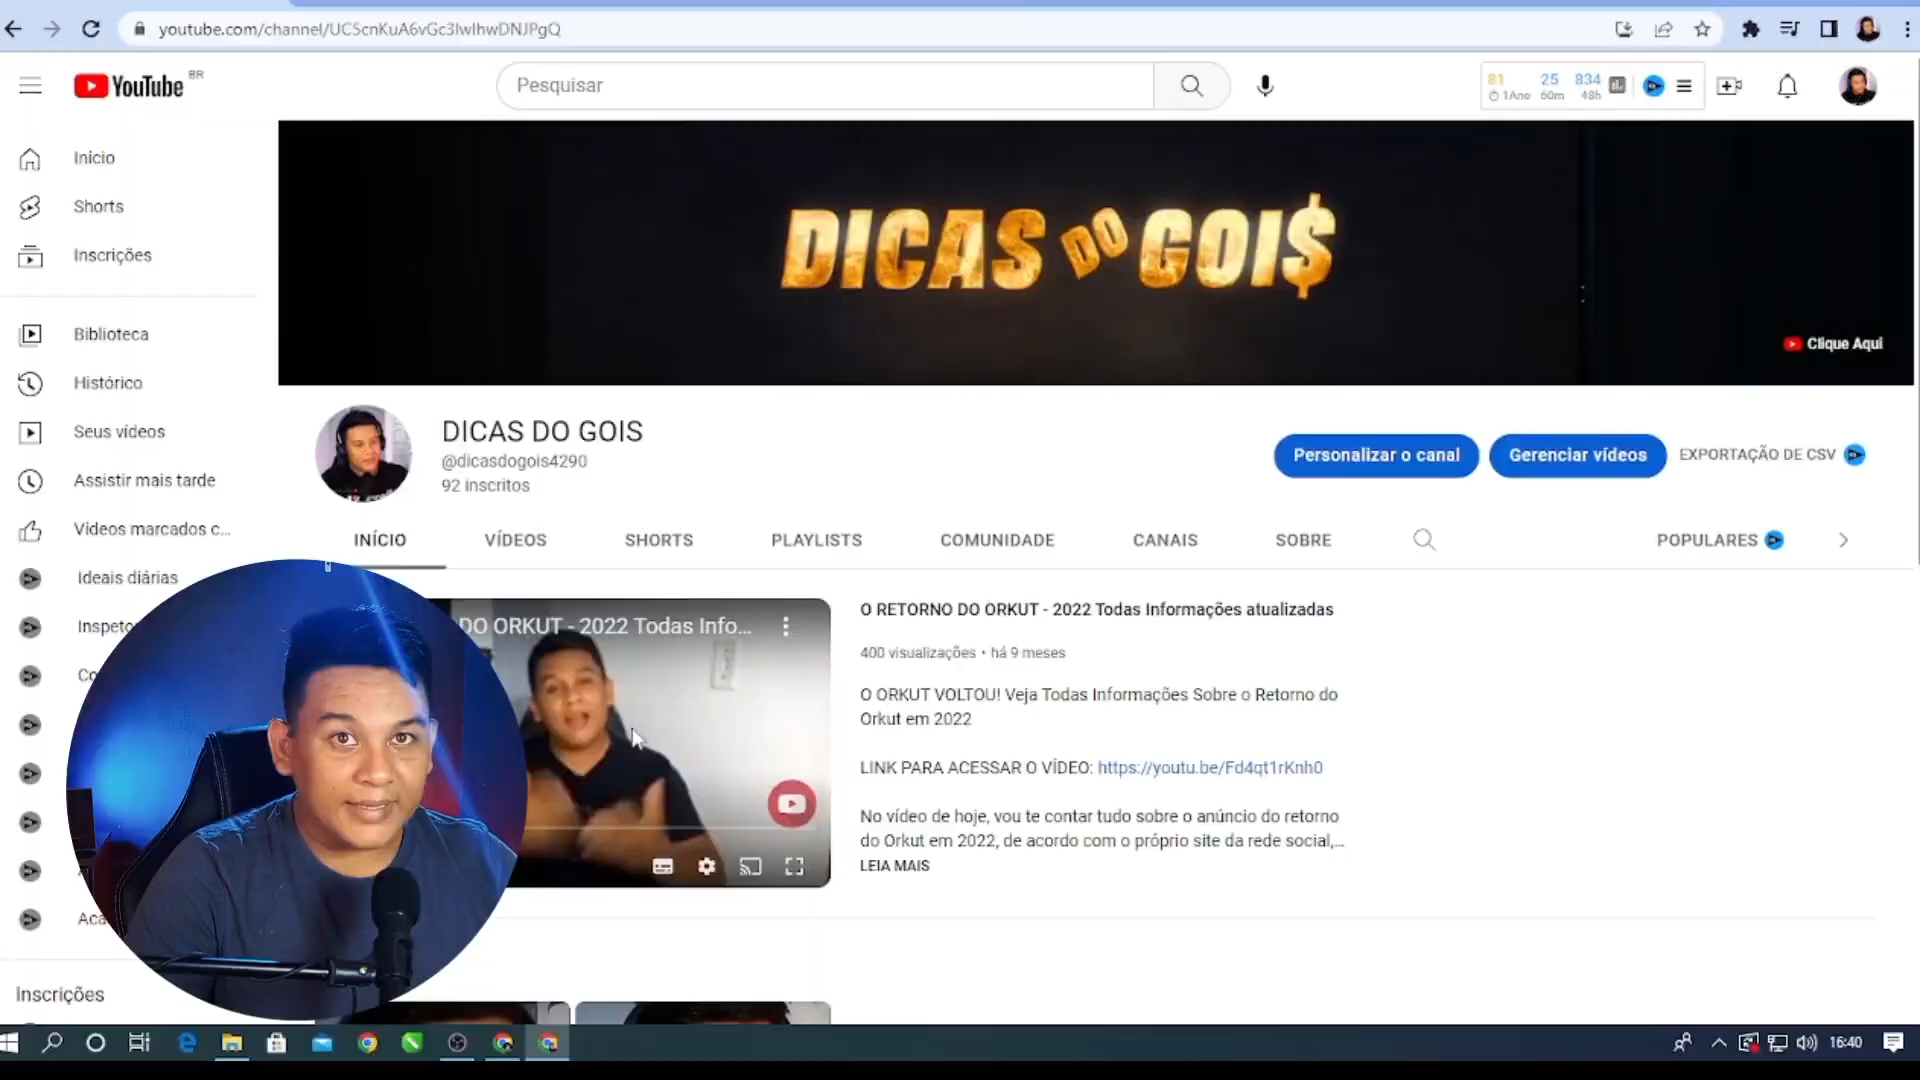 youtube.com/channel/UC5cnKuA6vGc3lwIhwDNJPgQ
YouTube BR
Pesquisar
81 25 834
1Ano 60m 48h
Início
Shorts
Inscrições
Biblioteca
Histórico
Seus vídeos
Assistir mais tarde
Vídeos marcados c...
Ideais diárias
DICAS DO GOI$
Clique Aqui
DICAS DO GOIS
@dicasdogois4290
92 inscritos
Personalizar o canal
Gerenciar vídeos
EXPORTAÇÃO DE CSV
INÍCIO
VÍDEOS
SHORTS
PLAYLISTS
COMUNIDADE
CANAIS
SOBRE
POPULARES
DO ORKUT - 2022 Todas Info...
O RETORNO DO ORKUT - 2022 Todas Informações atualizadas
400 visualizações • há 9 meses
O ORKUT VOLTOU! Veja Todas Informações Sobre o Retorno do
Orkut em 2022
LINK PARA ACESSAR O VÍDEO: https://youtu.be/Fd4qt1rKnh0
No vídeo de hoje, vou te contar tudo sobre o anúncio do retorno
do Orkut em 2022, de acordo com o próprio site da rede social,...
LEIA MAIS
Inscrições
16:40